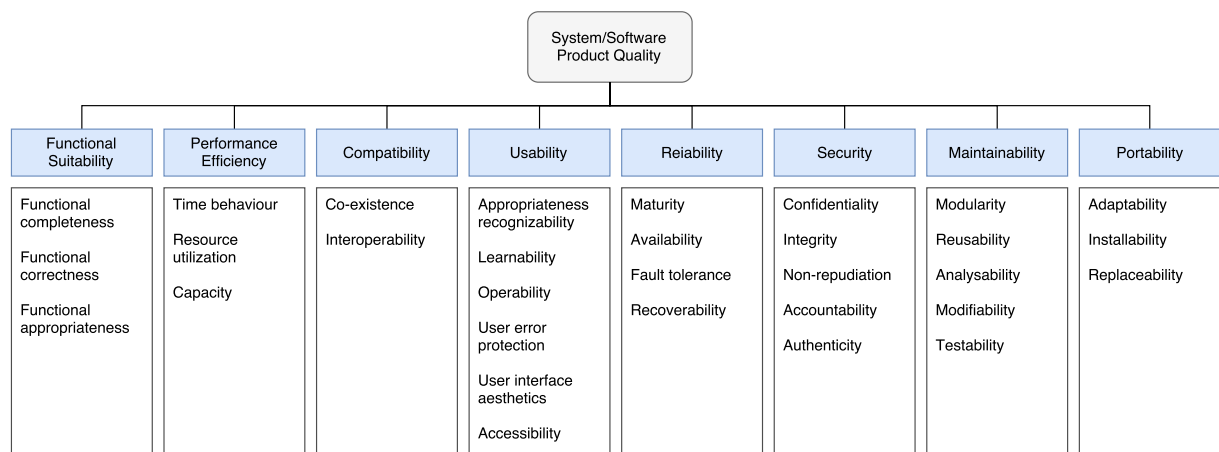 System/Software
Product Quality
Functional
Suitability
Performance
Efficiency
Compatibility
Usability
Reiability
Security
Maintainability
Portability
Functional
completeness
Functional
correctness
Functional
appropriateness
Time behaviour
Resource
utilization
Capacity
Co-existence
Interoperability
Appropriateness
recognizability
Learnability
Operability
User error
protection
User interface
aesthetics
Accessibility
Maturity
Availability
Fault tolerance
Recoverability
Confidentiality
Integrity
Non-repudiation
Accountability
Authenticity
Modularity
Reusability
Analysability
Modifiability
Testability
Adaptability
Installability
Replaceability